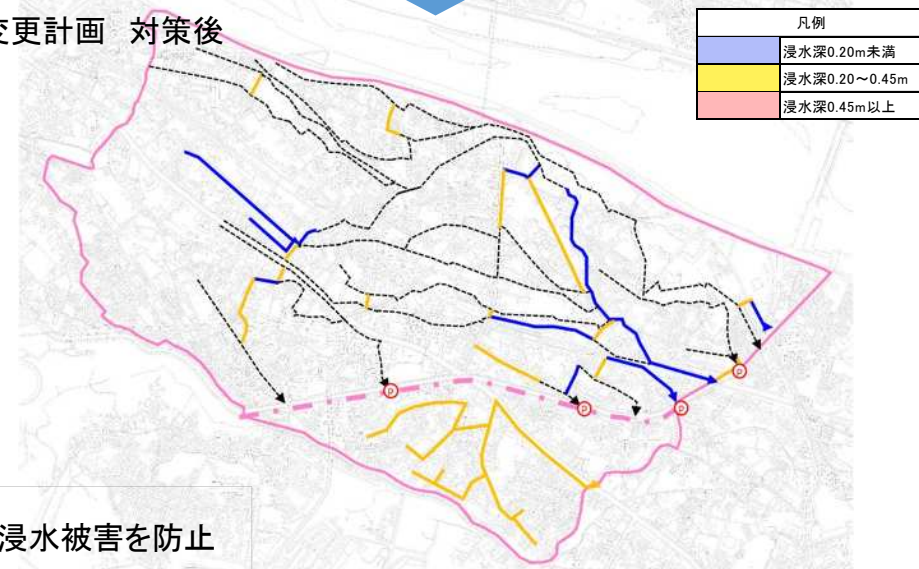 変更計画 対策後
凡例
浸水深0.20m未満
浸水深0.20～0.45m
浸水深0.45m以上
P
P
P
P
浸水被害を防止